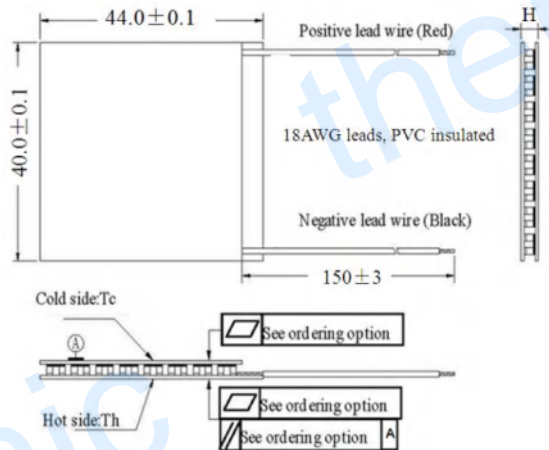 44.0±0.1
H
Positive lead wire (Red)
40.0±0.1
18AWG leads, PVC insulated
Negative lead wire (Black)
150±3
Cold side:Tc
A
See ordering option
Hot side:Th
See ordering option
See ordering option A